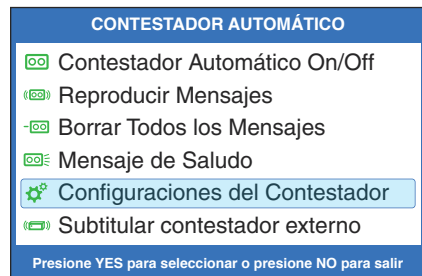 CONTESTADOR AUTOMÁTICO
Contestador Automático On/Off
Reproducir Mensajes
Borrar Todos los Mensajes
Mensaje de Saludo
Configuraciones del Contestador
Subtitular contestador externo
Presione YES para seleccionar o presione NO para salir